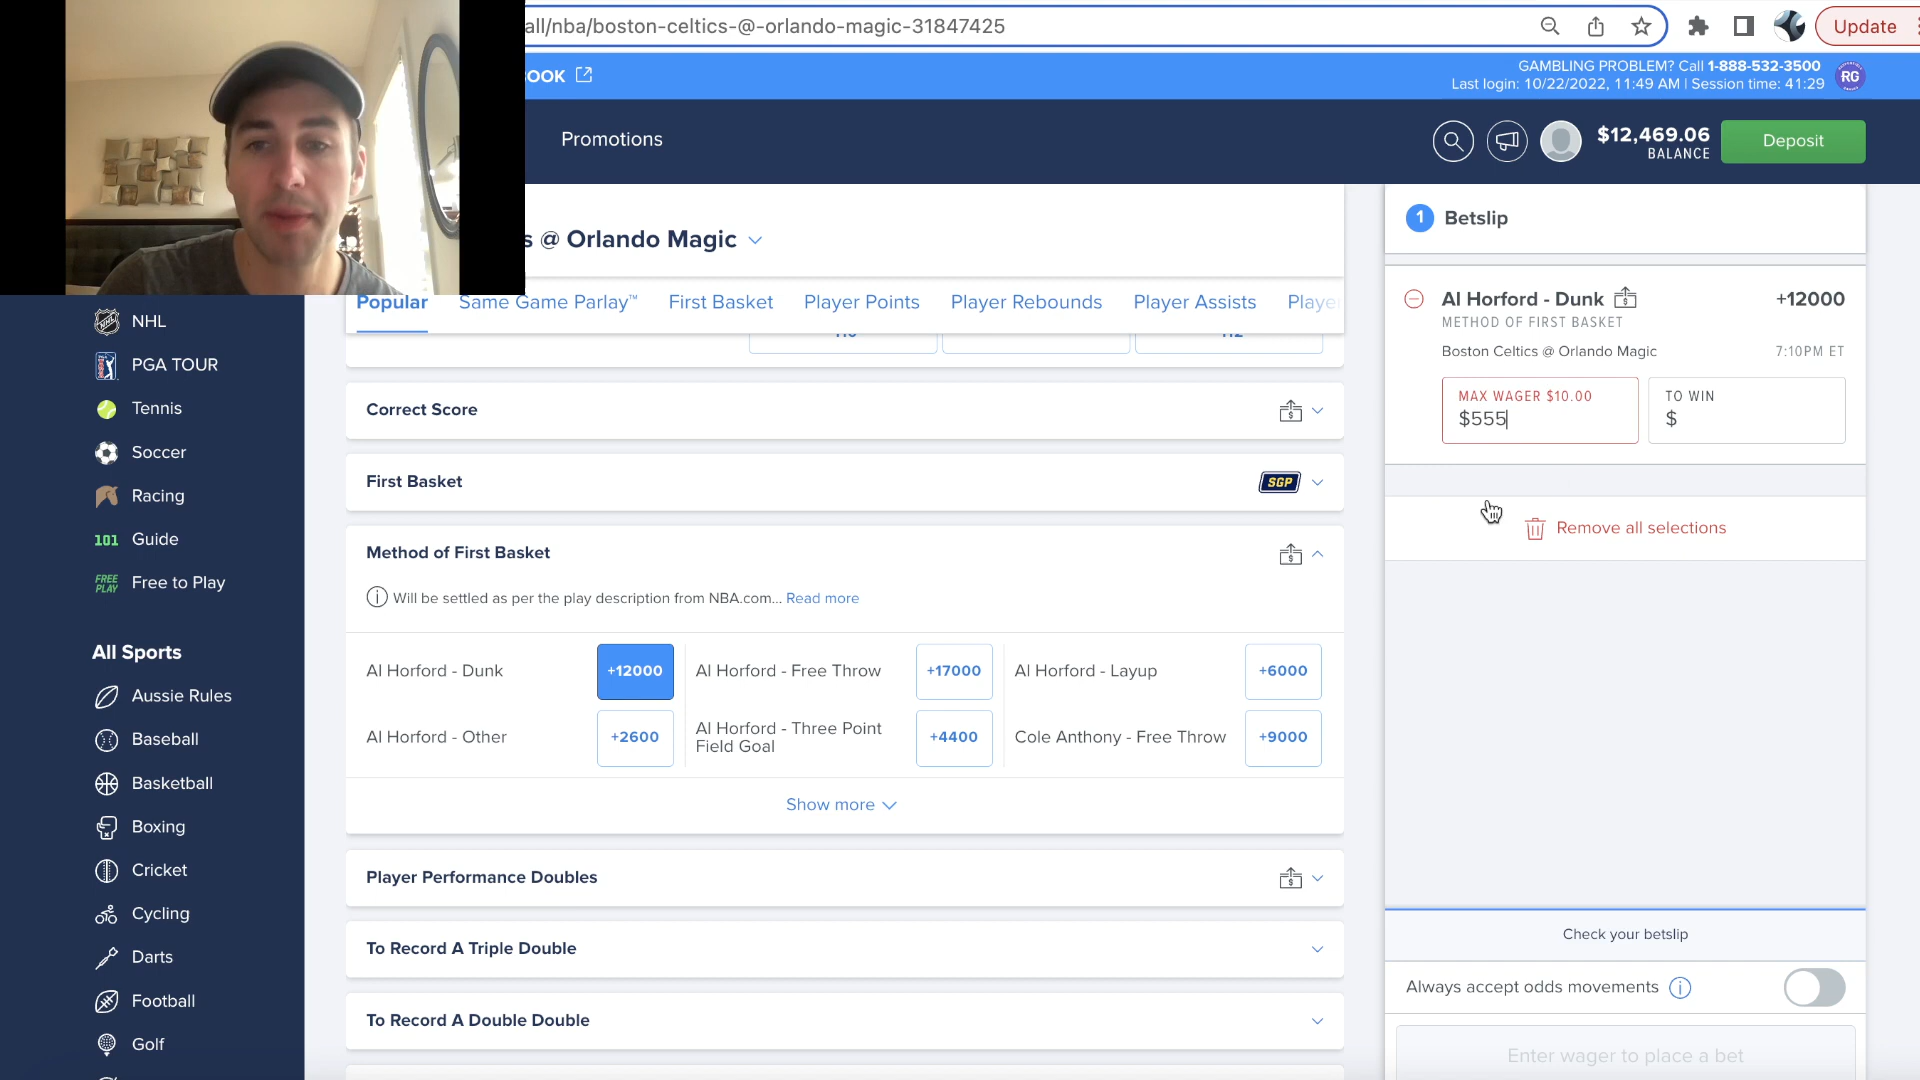 all/nba/boston-celtics-@-orlando-magic-31847425
Update
OOK
GAMBLING PROBLEM? Call 1-888-532-3500
Last login: 10/22/2022, 11:49 AM | Session time: 41:29
RG
Promotions
$12,469.06
BALANCE
Deposit
s @ Orlando Magic
Popular
Same Game Parlay™
First Basket
Player Points
Player Rebounds
Player Assists
Playe
NHL
PGA TOUR
Tennis
Soccer
Racing
101 Guide
FREE PLAY Free to Play
All Sports
Aussie Rules
Baseball
Basketball
Boxing
Cricket
Cycling
Darts
Football
Golf
Correct Score
First Basket
SGP
Method of First Basket
Will be settled as per the play description from NBA.com... Read more
Al Horford - Dunk +12000
Al Horford - Free Throw +17000
Al Horford - Layup +6000
Al Horford - Other +2600
Al Horford - Three Point
Field Goal
+4400
Cole Anthony - Free Throw +9000
Show more
Player Performance Doubles
To Record A Triple Double
To Record A Double Double
1 Betslip
Al Horford - Dunk +12000
METHOD OF FIRST BASKET
Boston Celtics @ Orlando Magic 7:10PM ET
MAX WAGER $10.00
$555
TO WIN
$
Remove all selections
Check your betslip
Always accept odds movements
Enter wager to place a bet